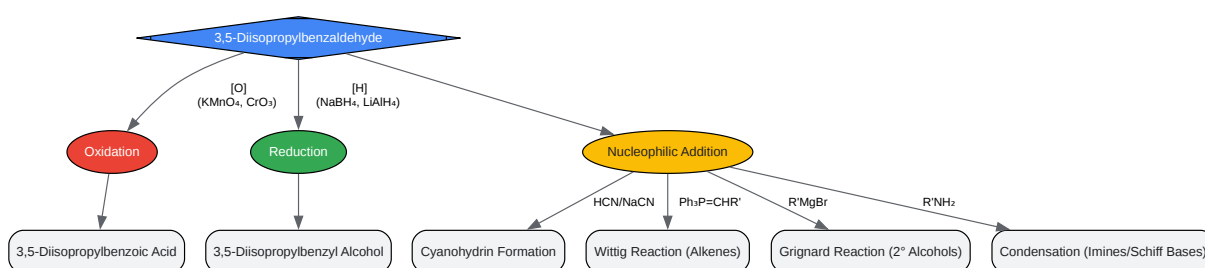 3,5-Diisopropylbenzaldehyde
[O]
(KMnO₄, CrO₃)
[H]
(NaBH₄, LiAlH₄)
Oxidation
Reduction
Nucleophilic Addition
HCN/NaCN
Ph₃P=CHR'
R'MgBr
R'NH₂
3,5-Diisopropylbenzoic Acid
3,5-Diisopropylbenzyl Alcohol
Cyanohydrin Formation
Wittig Reaction (Alkenes)
Grignard Reaction (2° Alcohols)
Condensation (Imines/Schiff Bases)